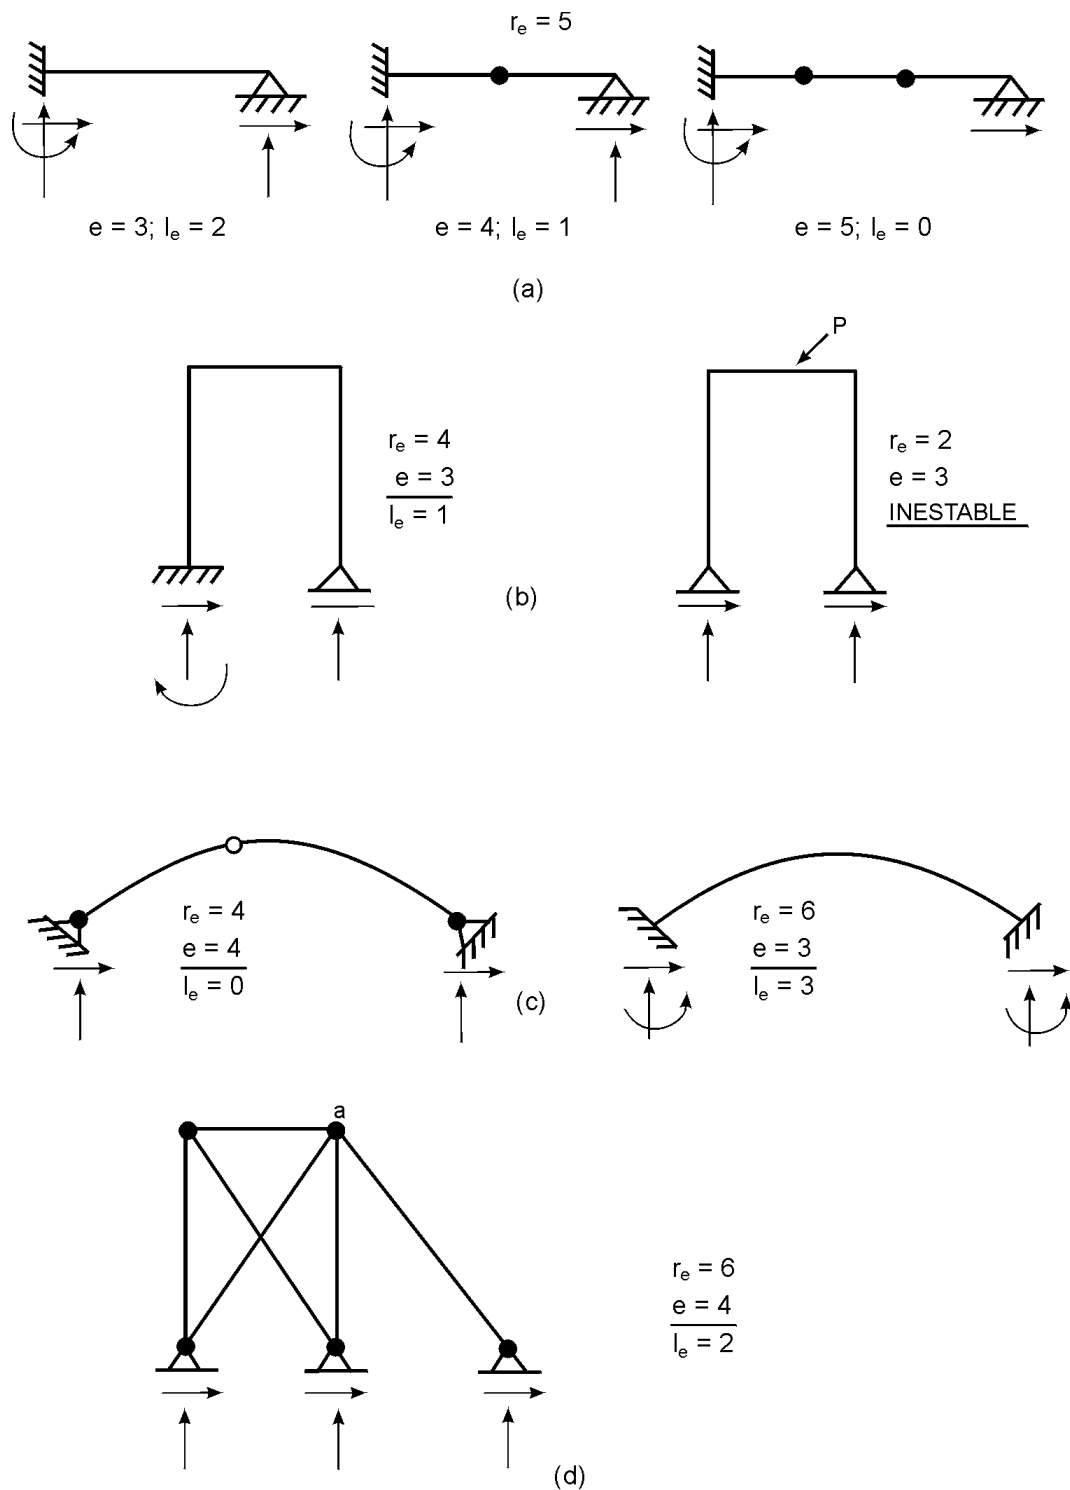 rₑ = 5
e = 3; Iₑ = 2
e = 4; Iₑ = 1
e = 5; Iₑ = 0
(a)
rₑ = 4
e = 3
Iₑ = 1
P
rₑ = 2
e = 3
INESTABLE
(b)
rₑ = 4
e = 4
Iₑ = 0
rₑ = 6
e = 3
Iₑ = 3
(c)
a
rₑ = 6
e = 4
Iₑ = 2
(d)